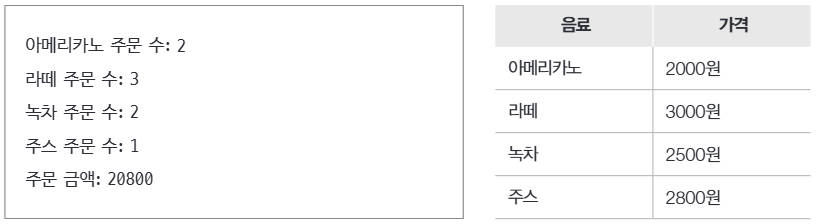 아메리카노 주문 수: 2
라떼 주문 수: 3
녹차 주문 수: 2
주스 주문 수: 1
주문 금액: 20800
음료 가격
아메리카노 2000원
라떼 3000원
녹차 2500원
주스 2800원